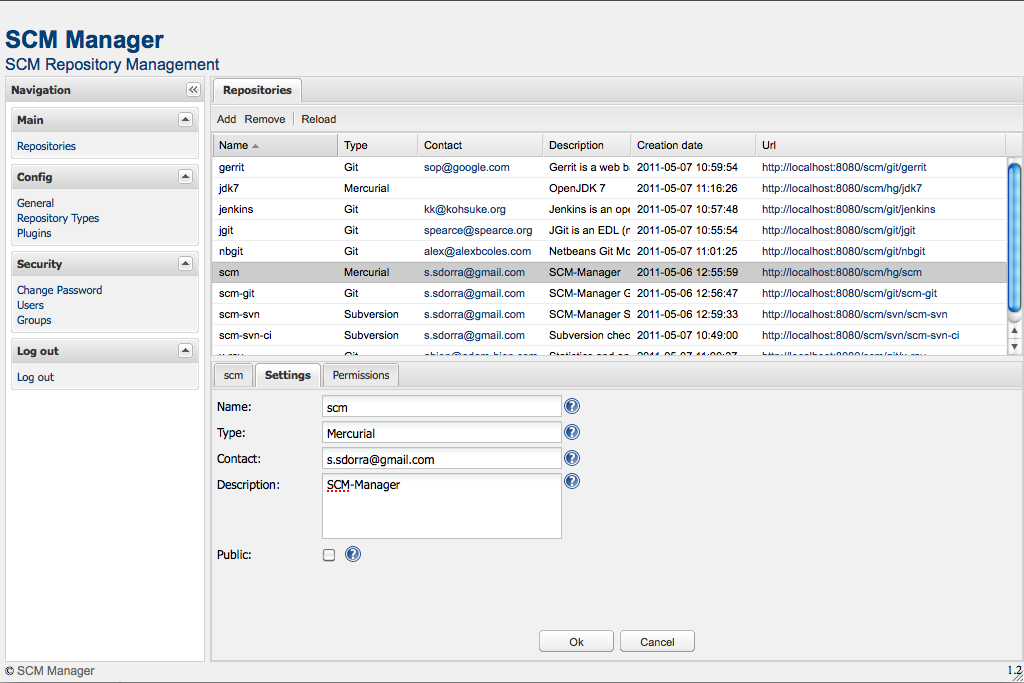 SCM Manager
SCM Repository Management
Navigation
Main
Repositories
Config
General
Repository Types
Plugins
Security
Change Password
Users
Groups
Log out
Log out
Repositories
Add Remove Reload
Name Type Contact Description Creation date Url
gerrit Git sop@google.com Gerrit is a web ba 2011-05-07 10:59:54 http://localhost:8080/scm/git/gerrit
jdk7 Mercurial OpenJDK 7 2011-05-07 11:16:26 http://localhost:8080/scm/hg/jdk7
jenkins Git kk@kohsuke.org Jenkins is an ope 2011-05-07 10:57:48 http://localhost:8080/scm/git/jenkins
jgit Git spearce@spearce.org JGit is an EDL (n 2011-05-07 10:55:54 http://localhost:8080/scm/git/jgit
nbgit Git alex@alexbcoles.com Netbeans Git Mo 2011-05-07 11:01:25 http://localhost:8080/scm/git/nbgit
scm Mercurial s.sdorra@gmail.com SCM-Manager 2011-05-06 12:55:59 http://localhost:8080/scm/hg/scm
scm-git Git s.sdorra@gmail.com SCM-Manager G 2011-05-06 12:56:47 http://localhost:8080/scm/git/scm-git
scm-svn Subversion s.sdorra@gmail.com SCM-Manager S 2011-05-06 12:59:33 http://localhost:8080/scm/svn/scm-svn
scm-svn-ci Subversion s.sdorra@gmail.com Subversion chec 2011-05-07 10:49:00 http://localhost:8080/scm/svn/scm-svn-ci
Git
scm Settings Permissions
Name: scm
Type: Mercurial
Contact: s.sdorra@gmail.com
Description: SCM-Manager
Public:
Ok Cancel
© SCM Manager 1.2